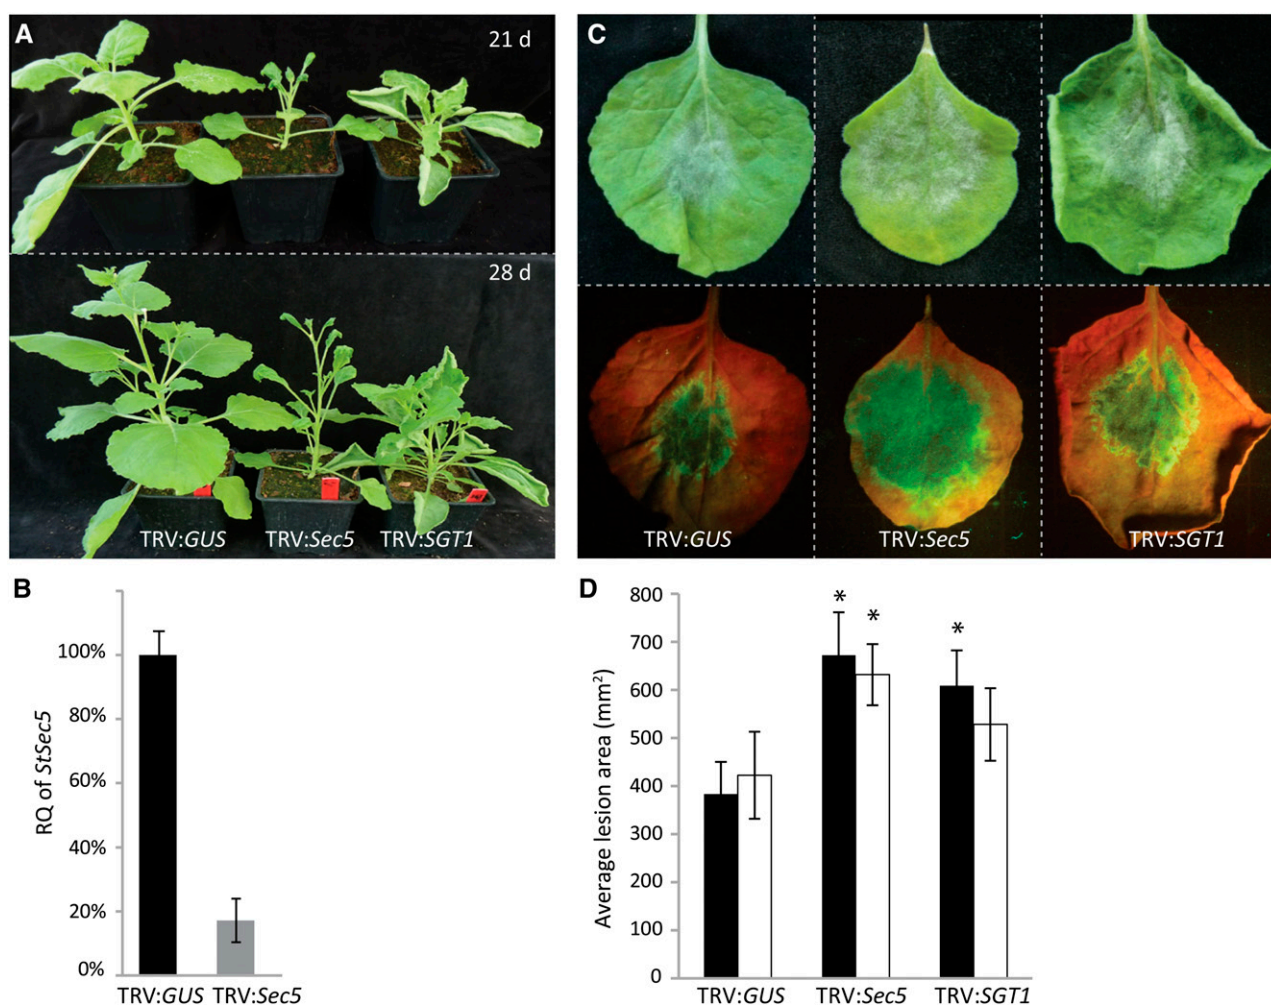 A
21 d
28 d
TRV:GUS TRV:Sec5 TRV:SGT1
C
TRV:GUS TRV:Sec5 TRV:SGT1
B
RQ of StSec5
100%
80%
60%
40%
20%
0%
TRV:GUS TRV:Sec5
D
Average lesion area (mm²)
800
700
600
500
400
300
200
100
0
* * *
TRV:GUS TRV:Sec5 TRV:SGT1